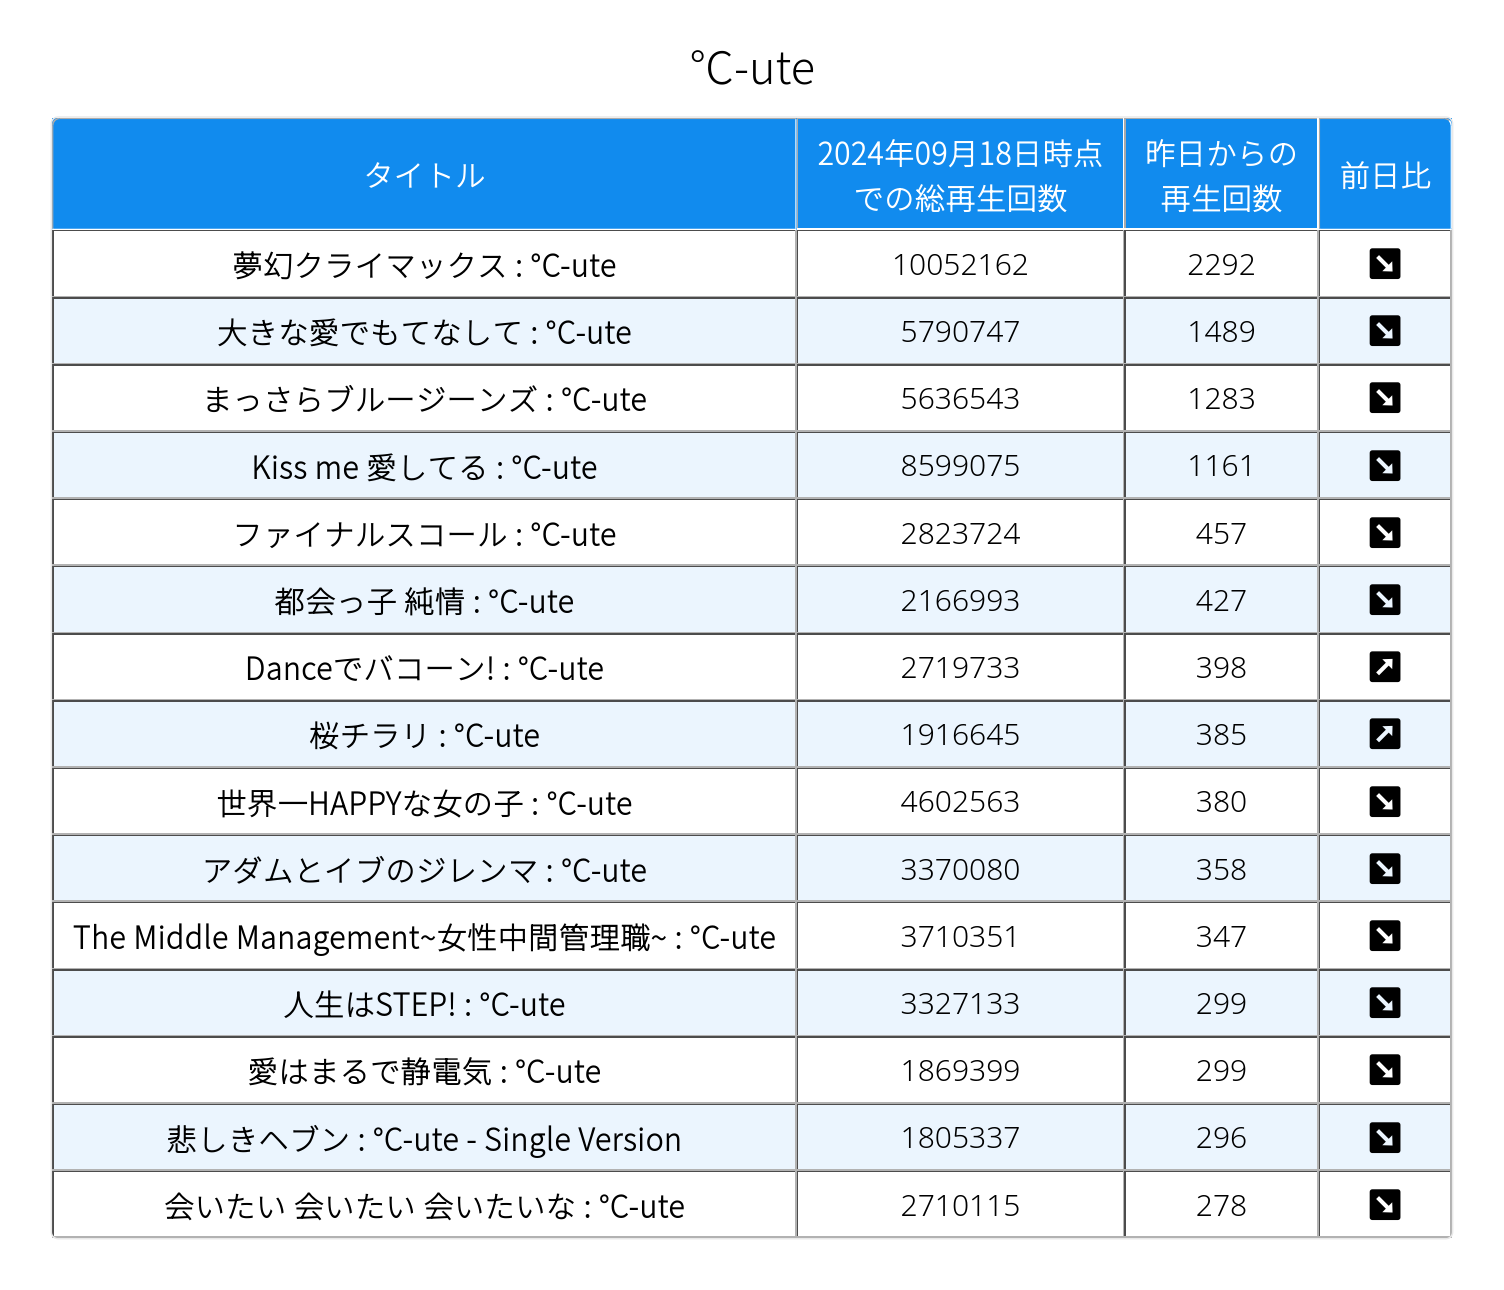 ℃-ute
タイトル 2024年09月18日時点での総再生回数 昨日からの再生回数 前日比
夢幻クライマックス : ℃-ute 10052162 2292 ↘
大きな愛でもてなして : ℃-ute 5790747 1489 ↘
まっさらブルージーンズ : ℃-ute 5636543 1283 ↘
Kiss me 愛してる : ℃-ute 8599075 1161 ↘
ファイナルスコール : ℃-ute 2823724 457 ↘
都会っ子 純情 : ℃-ute 2166993 427 ↘
Danceでバコーン! : ℃-ute 2719733 398 ↗
桜チラリ : ℃-ute 1916645 385 ↗
世界一HAPPYな女の子 : ℃-ute 4602563 380 ↘
アダムとイブのジレンマ : ℃-ute 3370080 358 ↘
The Middle Management~女性中間管理職~ : ℃-ute 3710351 347 ↘
人生はSTEP! : ℃-ute 3327133 299 ↘
愛はまるで静電気 : ℃-ute 1869399 299 ↘
悲しきヘブン : ℃-ute - Single Version 1805337 296 ↘
会いたい 会いたい 会いたいな : ℃-ute 2710115 278 ↘